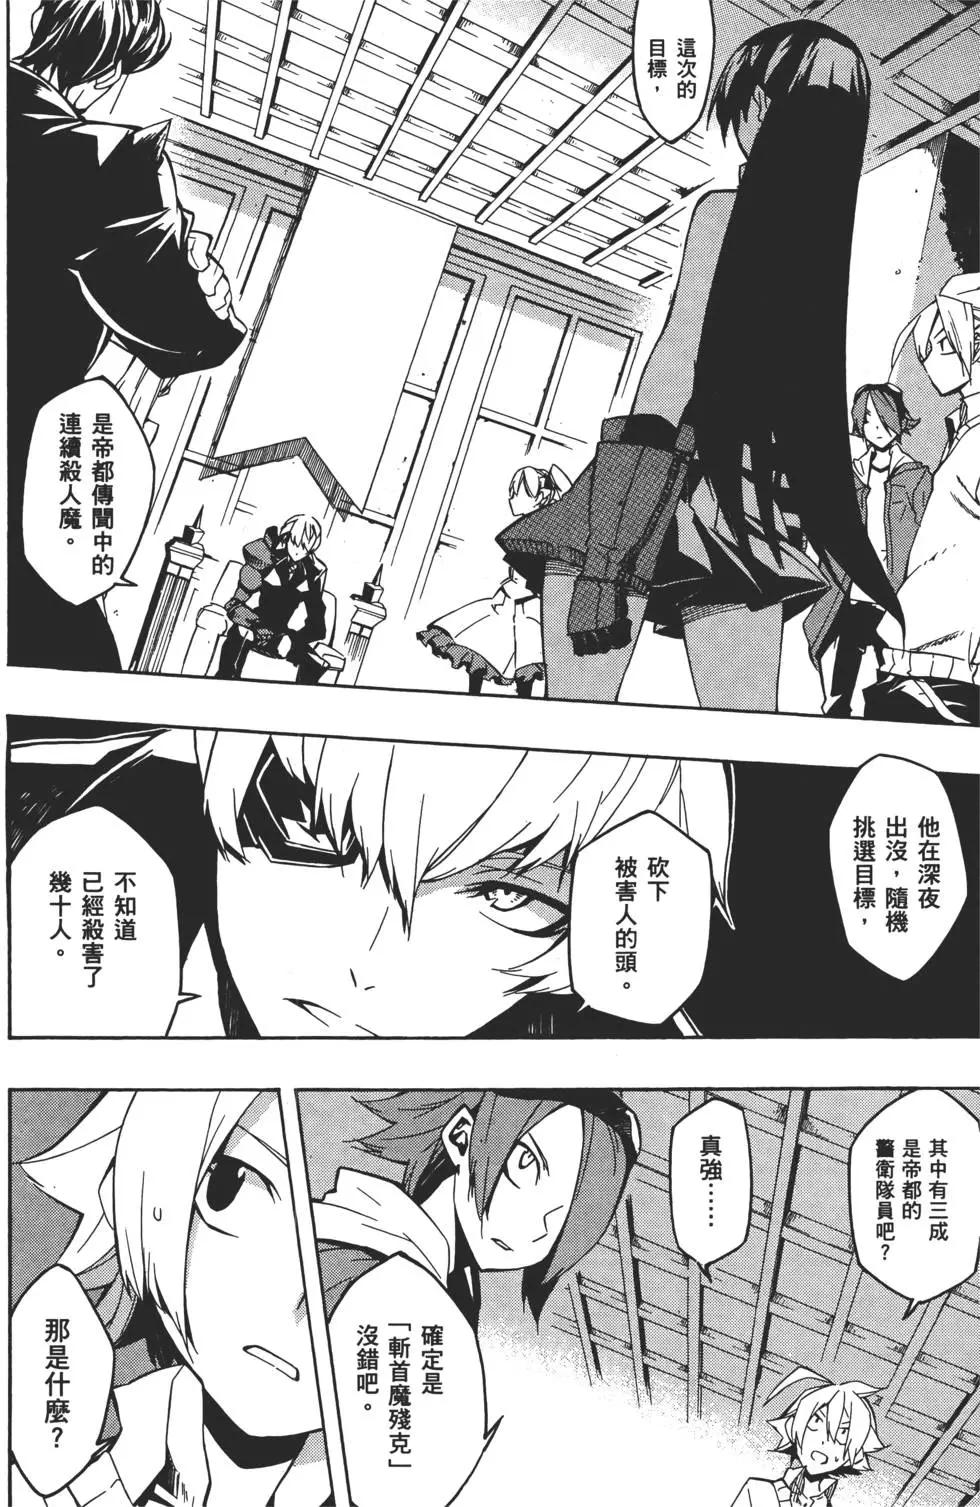 這次的
目標，
是帝都傳聞中的
連續殺人魔。
他在深夜
出沒，隨機
挑選目標，
砍下
被害人的頭。
不知道
已經殺害了
幾十人。
其中有三成
是帝都的
警衛隊員吧？
真強……
確定是
「斬首魔殘克」
沒錯吧。
那是什麼？